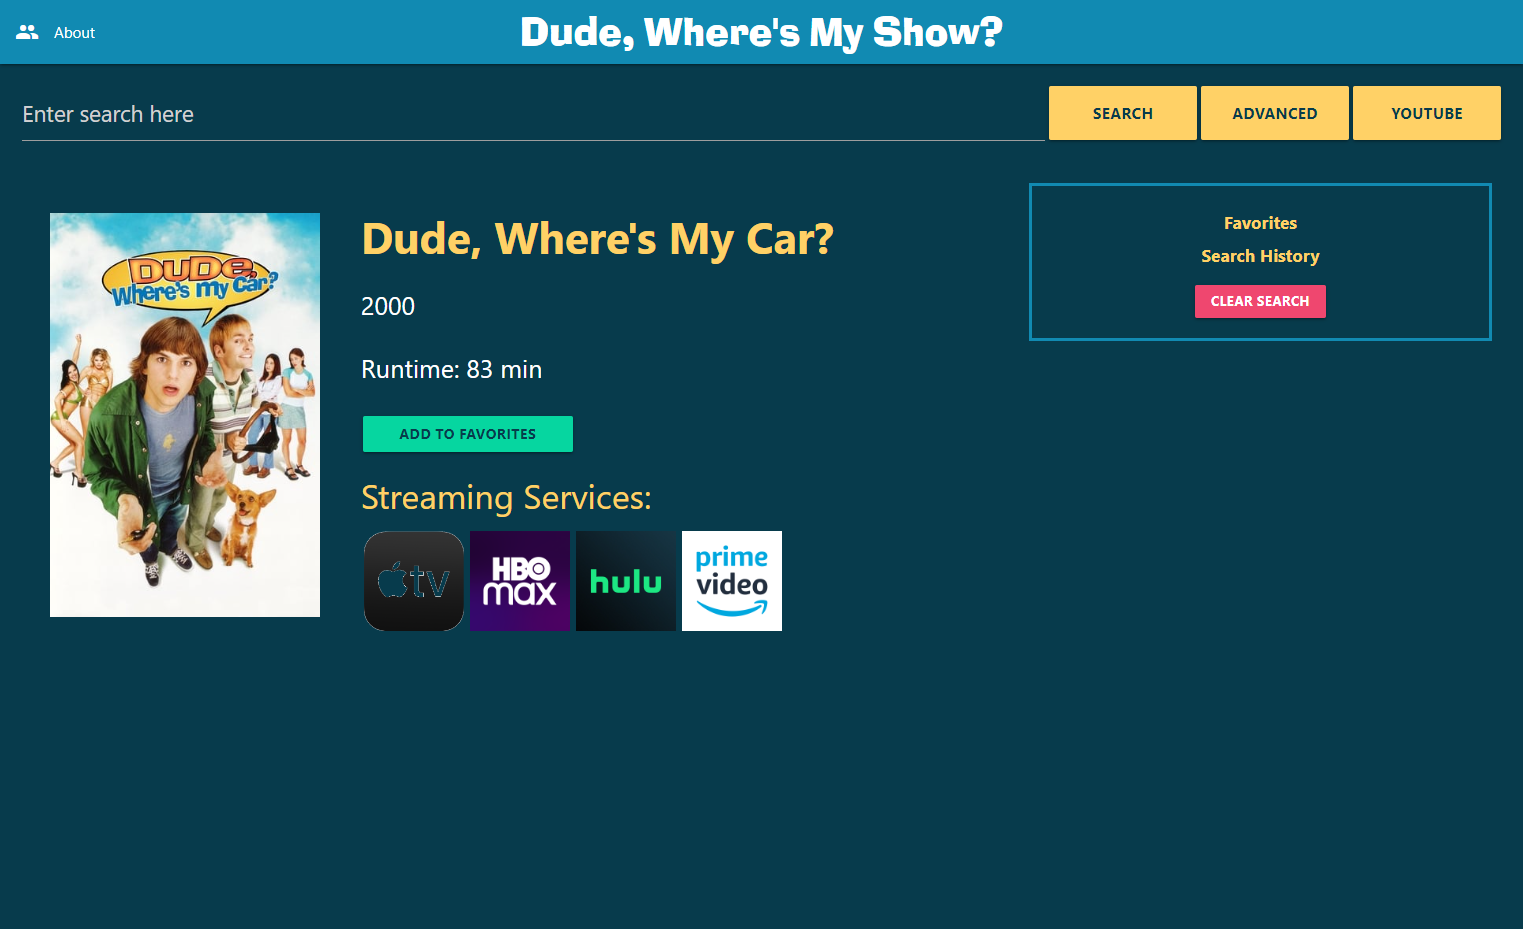 About
Dude, Where's My Show?
Enter search here
SEARCH
ADVANCED
YOUTUBE
DUDE,
WHERE'S MY CAR?
Dude, Where's My Car?
2000
Runtime: 83 min
ADD TO FAVORITES
Streaming Services:
tv
HBO
max
hulu
prime
video
Favorites
Search History
CLEAR SEARCH